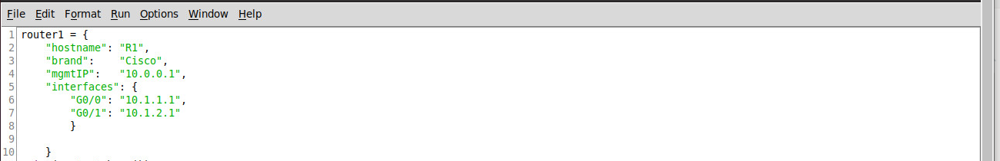 File Edit Format Run Options Window Help
1 router1 = {
2     "hostname": "R1",
3     "brand":    "Cisco",
4     "mgmtIP":   "10.0.0.1",
5     "interfaces": {
6         "G0/0": "10.1.1.1",
7         "G0/1": "10.1.2.1"
8         }
9
10     }